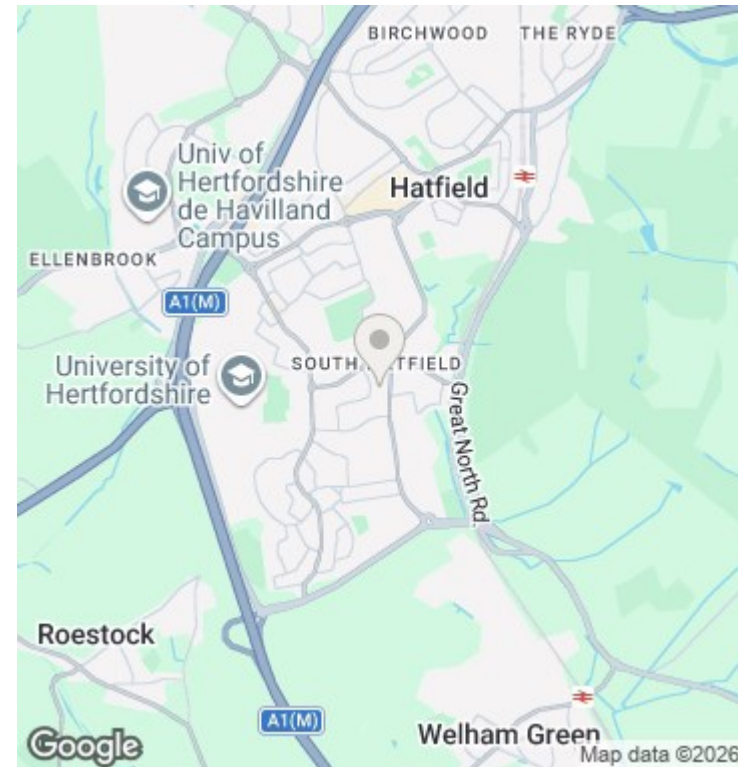 BIRCHWOOD
THE RYDE
Univ of
Hertfordshire
de Havilland
Campus
Hatfield
ELLENBROOK
A1(M)
University of
Hertfordshire
SOUTH HATFIELD
Great North Rd.
Roestock
A1(M)
Welham Green
Google
Map data ©2026